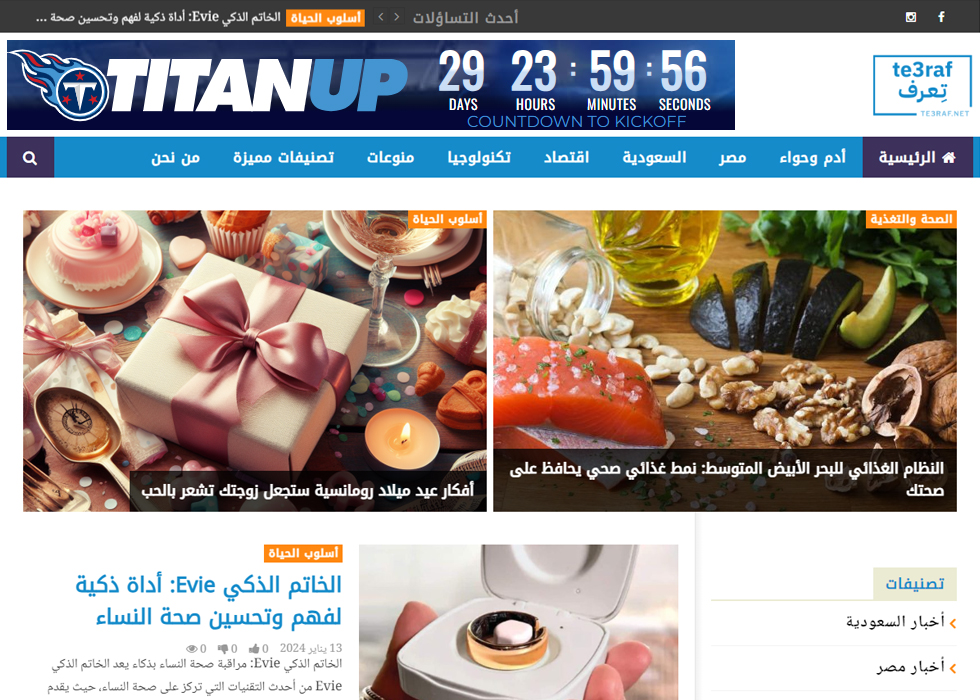 أحدث التساؤلات
أسلوب الحياة
الخاتم الذكي Evie: أداة ذكية لفهم وتحسين صحة ...
te3raf
تِعرف
TE3RAF.NET
TITANUP
29 23 : 59 : 56
DAYS HOURS MINUTES SECONDS
COUNTDOWN TO KICKOFF
الرئيسية
أدم وحواء
مصر
السعودية
اقتصاد
تكنولوجيا
منوعات
تصنيفات مميزة
من نحن
الصحة والتغذية
النظام الغذائي للبحر الأبيض المتوسط: نمط غذائي صحي يحافظ على
صحتك
أسلوب الحياة
أفكار عيد ميلاد رومانسية ستجعل زوجتك تشعر بالحب
تصنيفات
أخبار السعودية
أخبار مصر
أسلوب الحياة
الخاتم الذكي Evie: أداة ذكية
لفهم وتحسين صحة النساء
13 يناير 2024 0 0 0
الخاتم الذكي Evie: مراقبة صحة النساء بذكاء يعد الخاتم الذكي
Evie من أحدث التقنيات التي تركز على صحة النساء، حيث يقدم